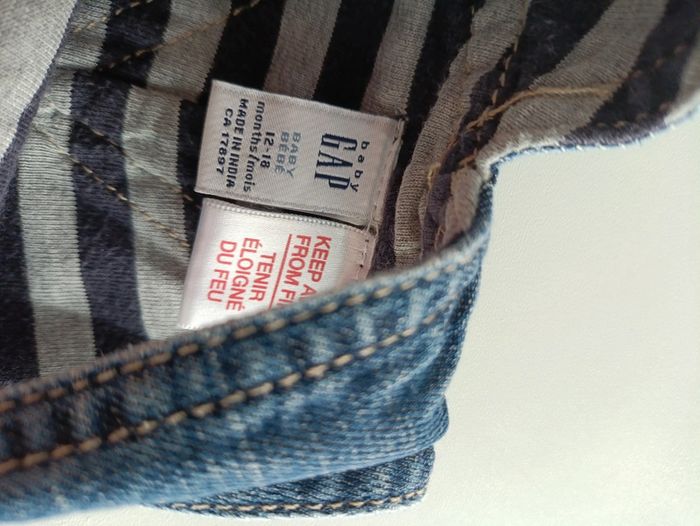 baby
GAP
BABY
BÉBÉ
12-18
months/mois
MADE IN INDIA
CA 17897
KEEP
FROM
TENIR
ÉLOIGNÉ
DU FEU